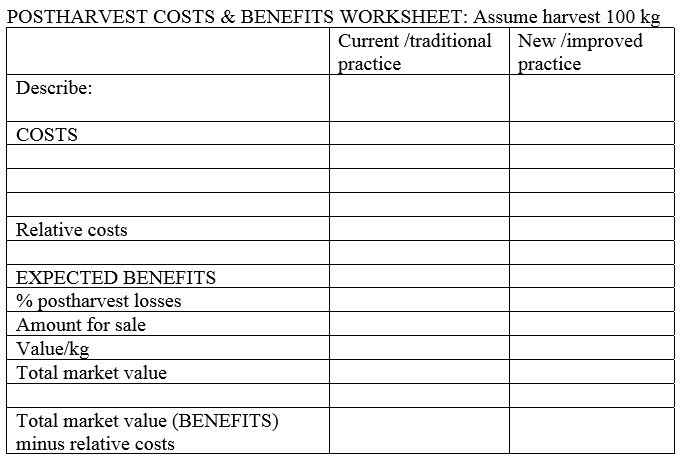 POSTHARVEST COSTS & BENEFITS WORKSHEET: Assume harvest 100 kg
Current /traditional practice
New /improved practice
Describe:
COSTS
Relative costs
EXPECTED BENEFITS
% postharvest losses
Amount for sale
Value/kg
Total market value
Total market value (BENEFITS)
minus relative costs